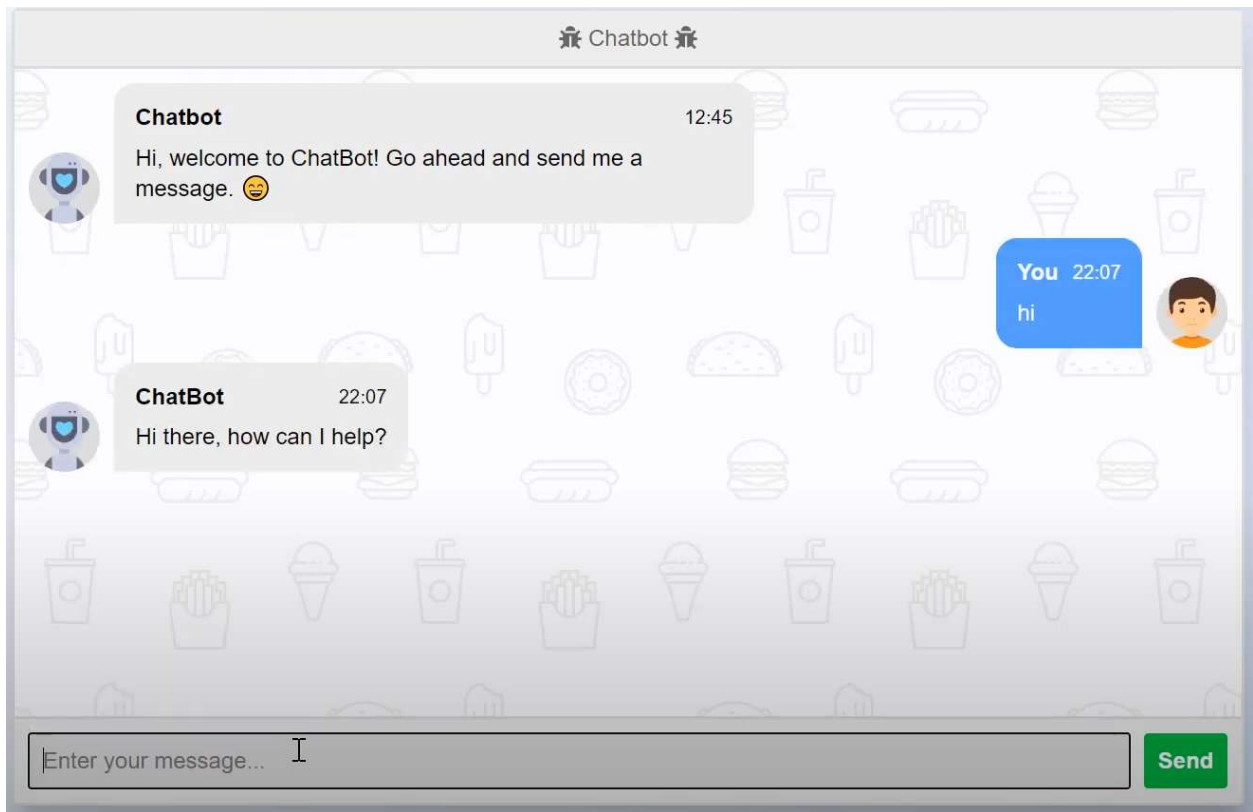 Chatbot
Chatbot 12:45
Hi, welcome to ChatBot! Go ahead and send me a
message. 😄
You 22:07
hi
ChatBot 22:07
Hi there, how can I help?
Enter your message...
Send